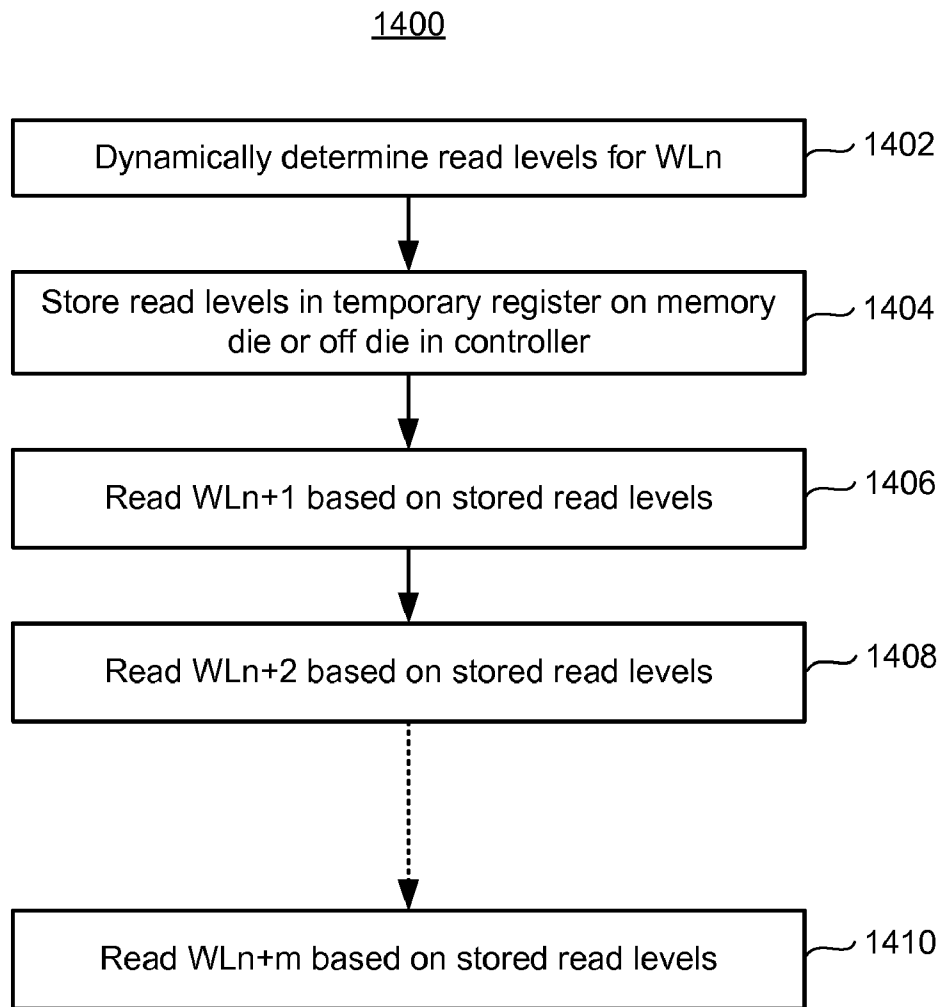 1400
Dynamically determine read levels for WLn
1402
Store read levels in temporary register on memory
die or off die in controller
1404
Read WLn+1 based on stored read levels
1406
Read WLn+2 based on stored read levels
1408
Read WLn+m based on stored read levels
1410